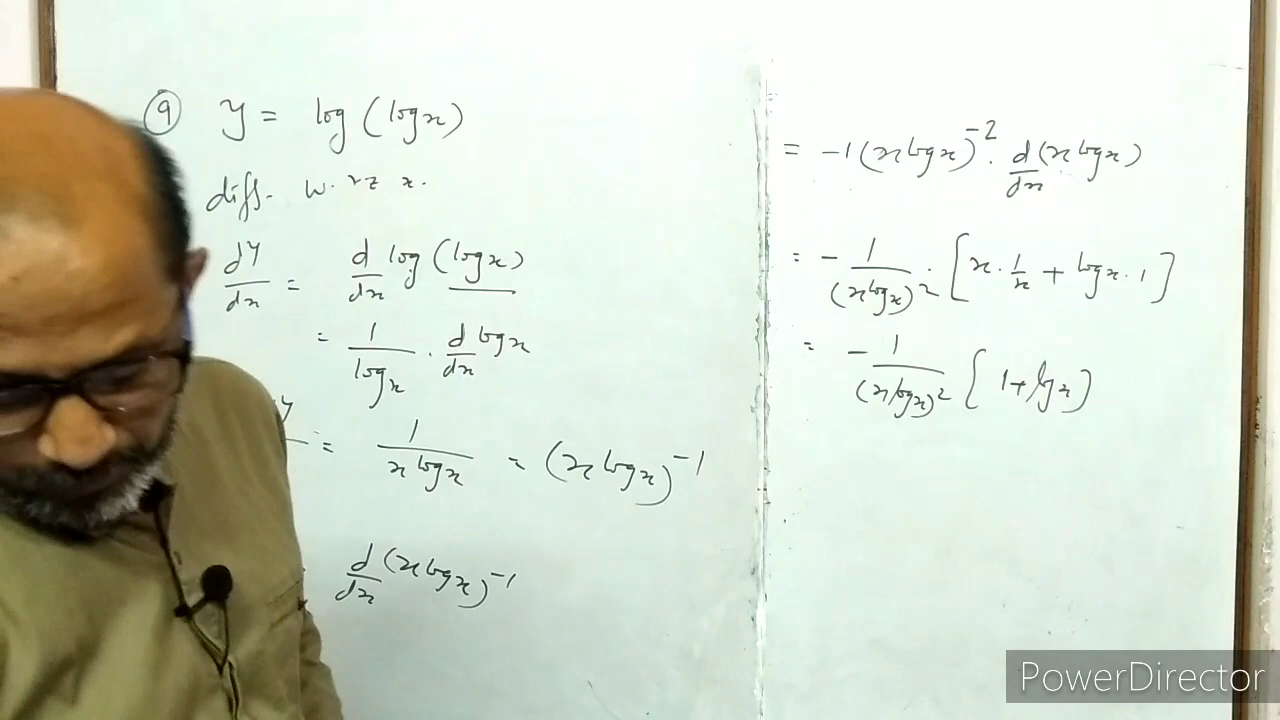 ⑨ y = log (log x)
diff. w.r.t x.
dy/dx = d/dx log (log x)
= 1/log x . d/dx log x
y = 1/x log x = (x log x)^-1
d/dx (x log x)^-1
= -1 (x log x)^-2 . d/dx (x log x)
= - 1/(x log x)^2 . [x . 1/x + log x . 1]
= - 1/(x log x)^2 [1 + log x]
PowerDirector